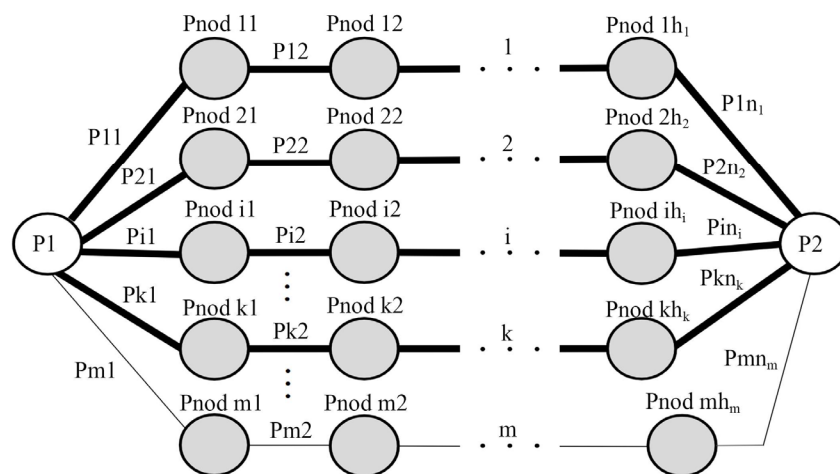 Pnod 11 Pnod 12 Pnod 1h₁
P12 1
P11 P1n₁
Pnod 21 Pnod 22 Pnod 2h₂
P21 P22 2 P2n₂
Pnod i1 Pnod i2 Pnod ihᵢ
P1 Pi1 Pi2 i Pinᵢ P2
Pk1 Pknₖ
Pnod k1 Pnod k2 Pnod khₖ
Pk2 k
Pm1 Pmnₘ
Pnod m1 Pnod m2 Pnod mhₘ
Pm2 m